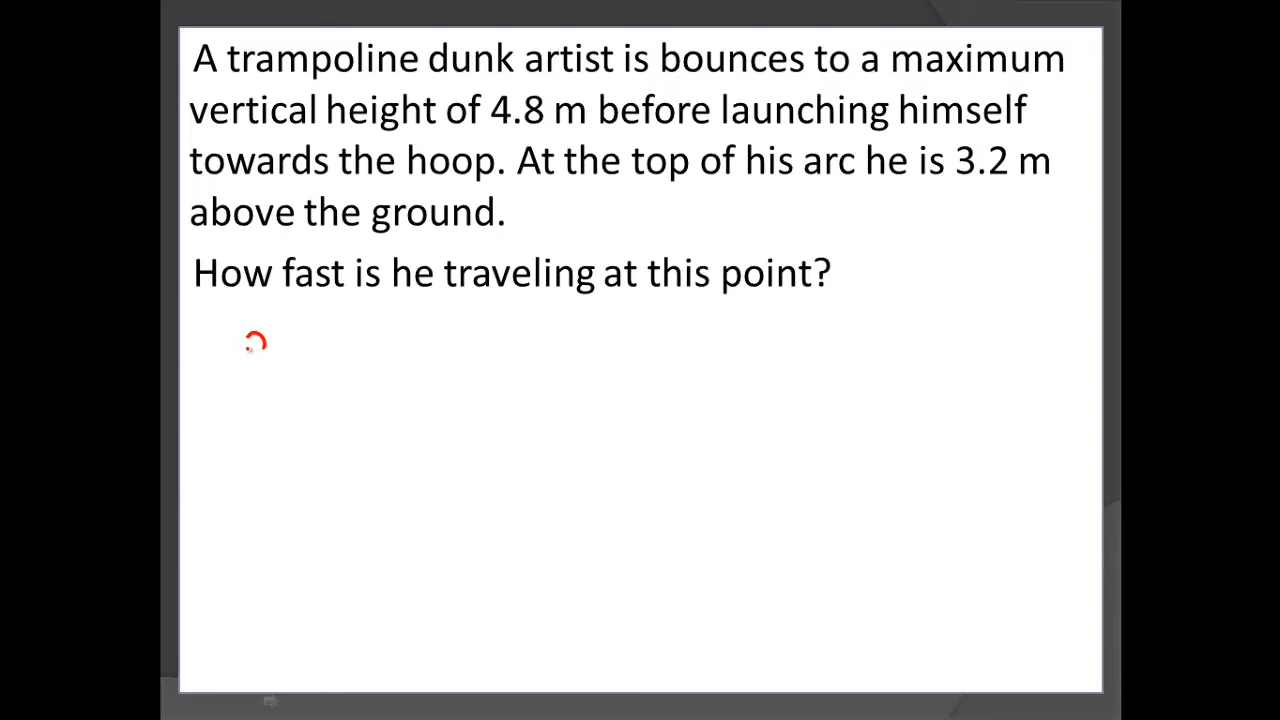 A trampoline dunk artist is bounces to a maximum
vertical height of 4.8 m before launching himself
towards the hoop. At the top of his arc he is 3.2 m
above the ground.
How fast is he traveling at this point?